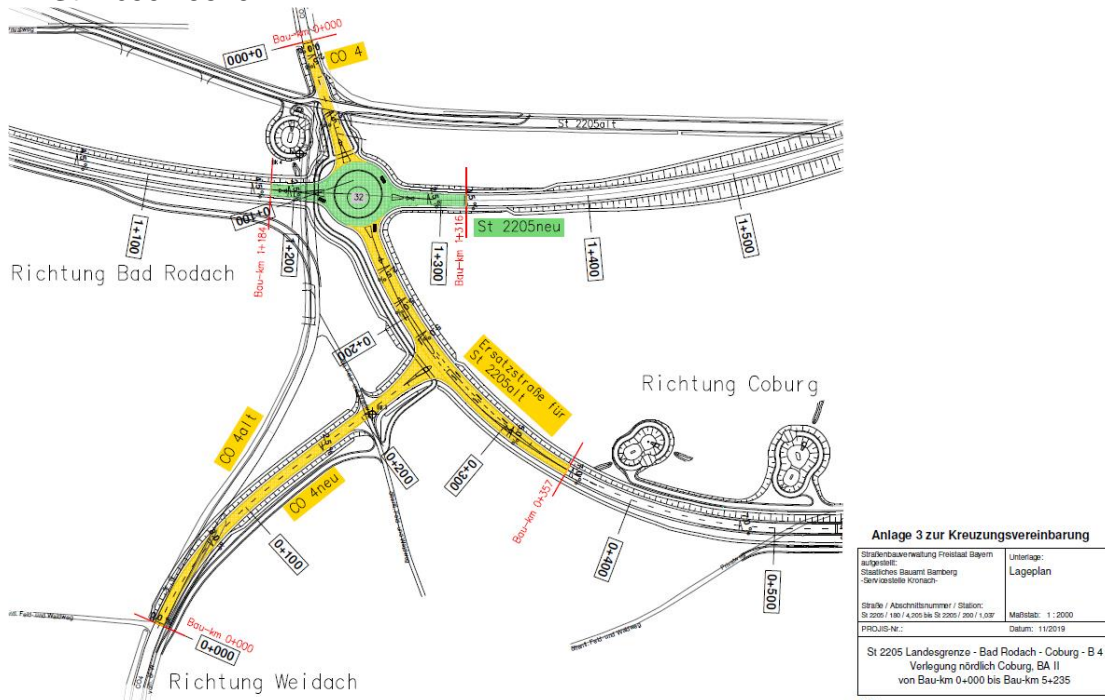 Bau-km 0+000
0+000
CO 4
St 2205alt
32
St 2205neu
1+100
0+100
1+200
Bau-km 1+184
1+300
Bau-km 1+316
1+400
1+500
Richtung Bad Rodach
0+200
Ersatzstraße für
St 2205alt
Richtung Coburg
CO 4alt
CO 4neu
0+200
0+300
Bau-km 0+357
0+100
0+400
0+500
Bau-km 0+000
0+000
Richtung Weidach
öffentl. Feld- und Waldweg
Anlage 3 zur Kreuzungsvereinbarung
Straßenbauverwaltung Freistaat Bayern
aufgestellt:
Staatliches Bauamt Bamberg
-Servicestelle Kronach-
Unterlage:
Lageplan
Straße / Abschnittsnummer / Station:
St 2205 / 180 / 4,205 bis St 2205 / 200 / 1,037
Maßstab: 1 : 2000
PROJIS-Nr.:
Datum: 11/2019
St 2205 Landesgrenze - Bad Rodach - Coburg - B 4
Verlegung nördlich Coburg, BA II
von Bau-km 0+000 bis Bau-km 5+235